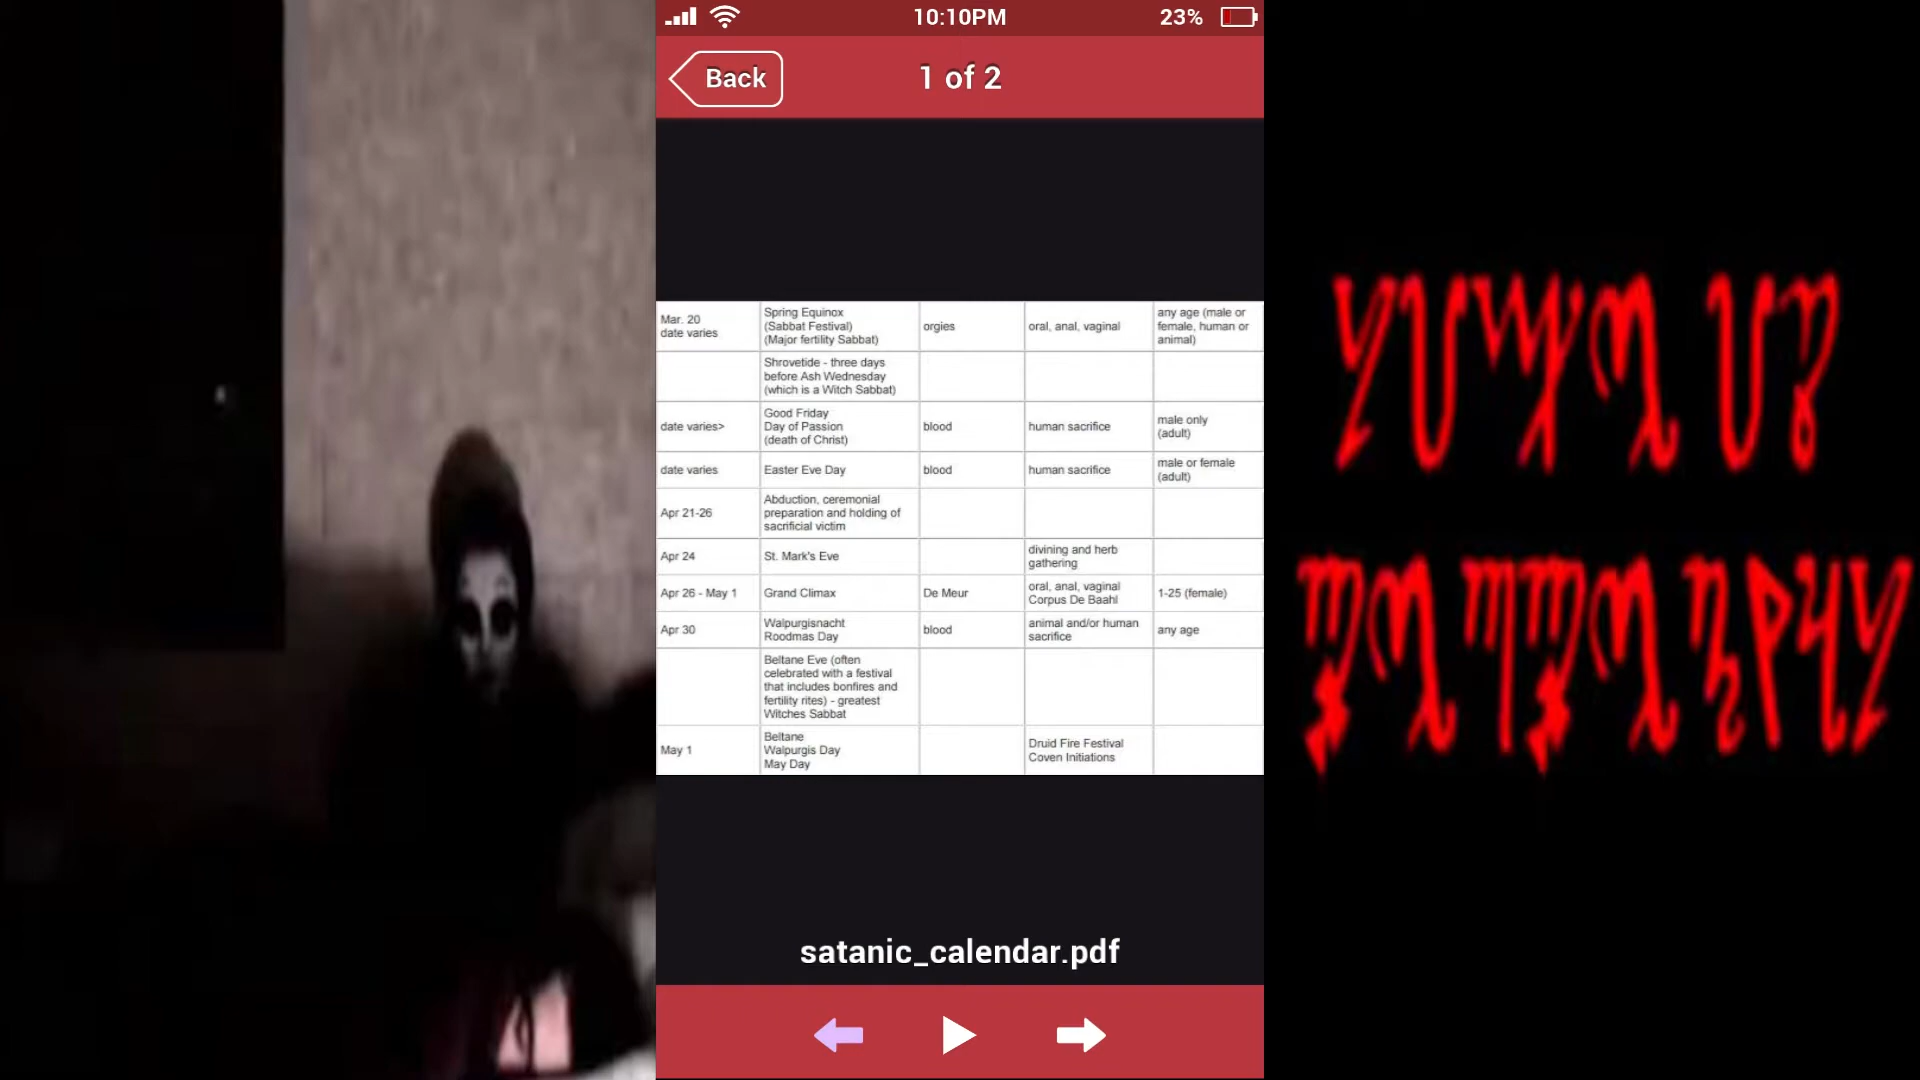 10:10PM
23%
Back
1 of 2
Mar. 20
date varies
Spring Equinox
(Sabbat Festival)
(Major fertility Sabbat)
orgies
oral, anal, vaginal
any age (male or
female, human or
animal)
Shrovetide - three days
before Ash Wednesday
(which is a Witch Sabbat)
date varies>
Good Friday
Day of Passion
(death of Christ)
blood
human sacrifice
male only
(adult)
date varies
Easter Eve Day
blood
human sacrifice
male or female
(adult)
Apr 21-26
Abduction, ceremonial
preparation and holding of
sacrificial victim
Apr 24
St. Mark's Eve
divining and herb
gathering
Apr 26 - May 1
Grand Climax
De Meur
oral, anal, vaginal
Corpus De Baahl
1-25 (female)
Apr 30
Walpurgisnacht
Roodmas Day
blood
animal and/or human
sacrifice
any age
Beltane Eve (often
celebrated with a festival
that includes bonfires and
fertility rites) - greatest
Witches Sabbat
May 1
Beltane
Walpurgis Day
May Day
Druid Fire Festival
Coven Initiations
satanic_calendar.pdf